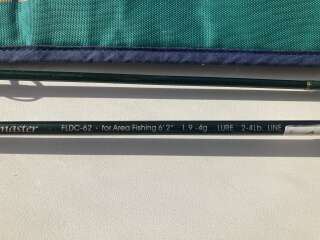 master FLDC-62 - for Area Fishing 6'2" 1.9-4g LURE 2-4Lb. LINE